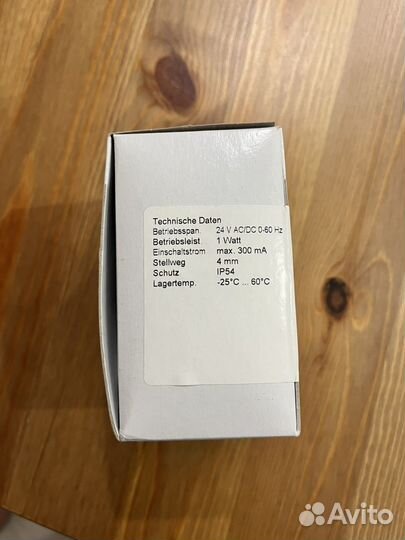 Technische Daten
Betriebsspan. 24 V AC/DC 0-60 Hz
Betriebsleist. 1 Watt
Einschaltstrom max. 300 mA
Stellweg 4 mm
Schutz IP54
Lagertemp. -25°C ... 60°C
Avito